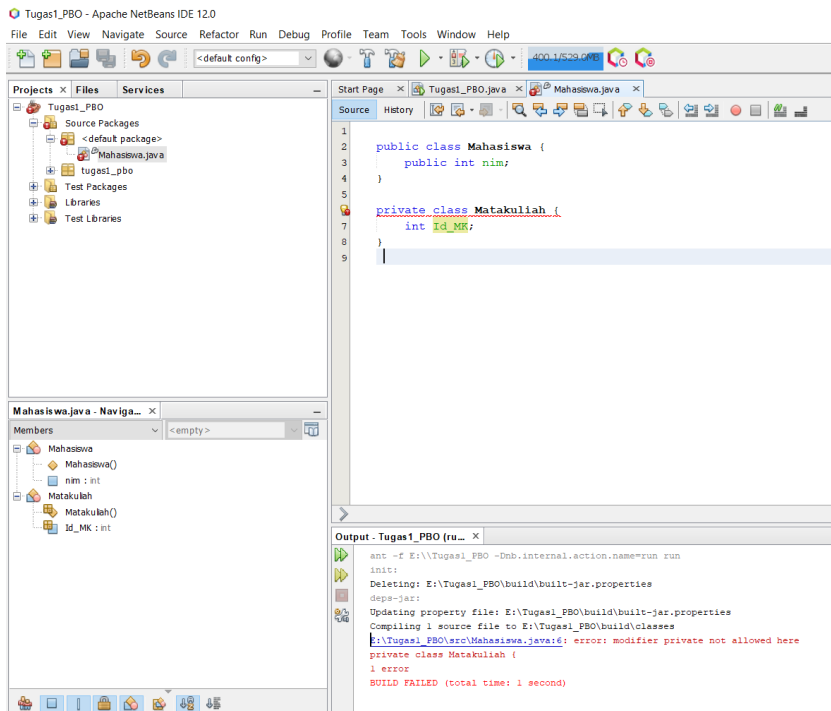 Tugas1_PBO - Apache NetBeans IDE 12.0
File Edit View Navigate Source Refactor Run Debug Profile Team Tools Window Help
<default config>
400.1/529.0MB
Projects Files Services
Tugas1_PBO
Source Packages
<default package>
Mahasiswa.java
tugas1_pbo
Test Packages
Libraries
Test Libraries
Start Page Tugas1_PBO.java Mahasiswa.java
Source History
1
2 public class Mahasiswa {
3 public int nim;
4 }
5
private class Matakuliah {
7 int Id_MK;
8 }
9
Mahasiswa.java - Naviga...
Members <empty>
Mahasiswa
Mahasiswa()
nim : int
Matakuliah
Matakuliah()
Id_MK : int
Output - Tugas1_PBO (ru...
ant -f E:\\Tugas1_PBO -Dnb.internal.action.name=run run
init:
Deleting: E:\Tugas1_PBO\build\built-jar.properties
deps-jar:
Updating property file: E:\Tugas1_PBO\build\built-jar.properties
Compiling 1 source file to E:\Tugas1_PBO\build\classes
E:\Tugas1_PBO\src\Mahasiswa.java:6: error: modifier private not allowed here
private class Matakuliah {
1 error
BUILD FAILED (total time: 1 second)